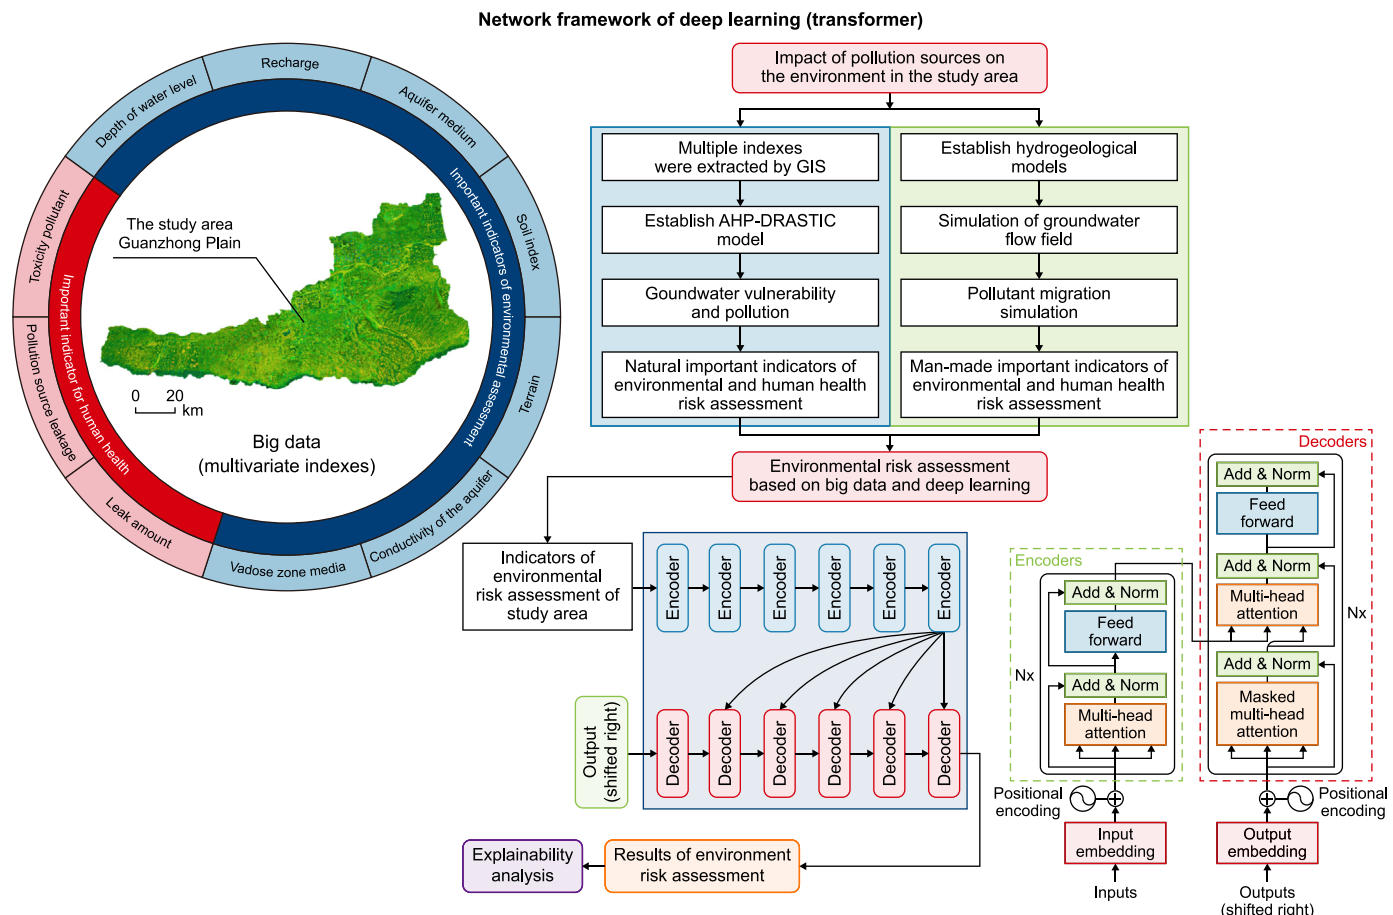 Network framework of deep learning (transformer)
Recharge
Aquifer medium
Soil index
Terrain
Conductivity of the aquifer
Vadose zone media
Leak amount
Pollution source leakage
Toxicity pollutant
Depth of water level
Important indicators of environmental assessment
Important indicator for human health
The study area
Guanzhong Plain
0
20
km
Big data
(multivariate indexes)
Impact of pollution sources on
the environment in the study area
Multiple indexes
were extracted by GIS
Establish AHP-DRASTIC
model
Goundwater vulnerability
and pollution
Natural important indicators of
environmental and human health
risk assessment
Establish hydrogeological
models
Simulation of groundwater
flow field
Pollutant migration
simulation
Man-made important indicators of
environmental and human health
risk assessment
Environmental risk assessment
based on big data and deep learning
Indicators of
environmental
risk assessment of
study area
Encoder
Encoder
Encoder
Encoder
Encoder
Encoder
Output
(shifted right)
Decoder
Decoder
Decoder
Decoder
Decoder
Decoder
Explainability
analysis
Results of environment
risk assessment
Encoders
Add & Norm
Feed
forward
Nx
Add & Norm
Multi-head
attention
Positional
encoding
Input
embedding
Inputs
Decoders
Add & Norm
Feed
forward
Add & Norm
Multi-head
attention
Nx
Add & Norm
Masked
multi-head
attention
Positional
encoding
Output
embedding
Outputs
(shifted right)